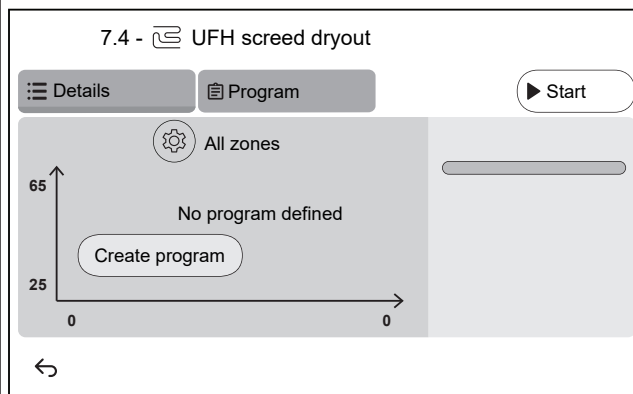 7.4 - UFH screed dryout
Details
Program
Start
All zones
65
No program defined
Create program
25
0
0